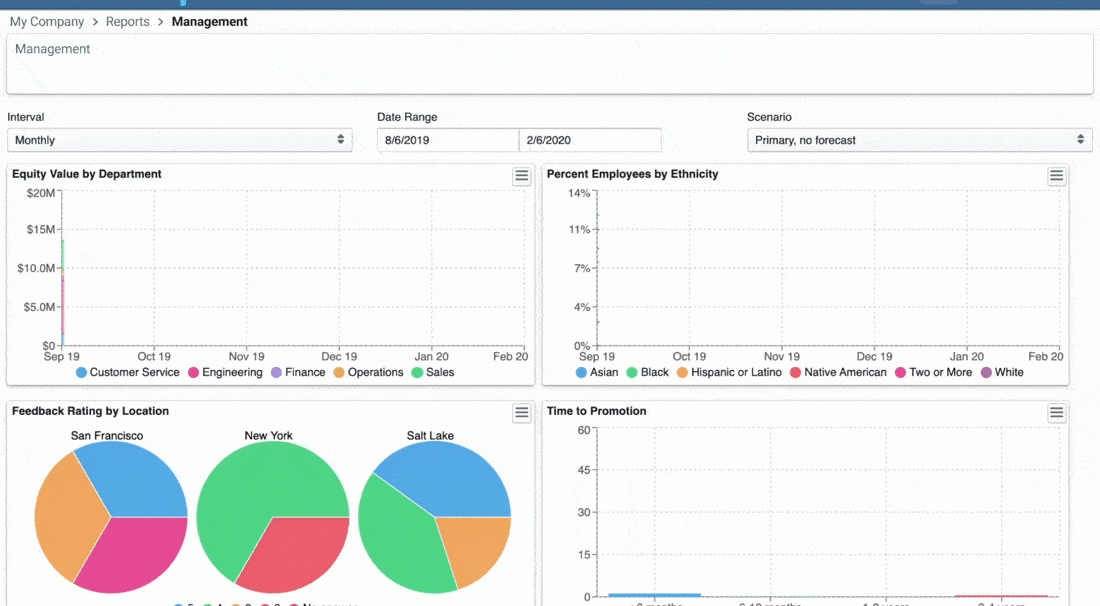 My Company > Reports > Management
Management
Interval
Date Range
Scenario
Monthly
8/6/2019
2/6/2020
Primary, no forecast
Equity Value by Department
$20M
$15M
$10.0M
$5.0M
$0
Sep 19 Oct 19 Nov 19 Dec 19 Jan 20 Feb 20
Customer Service Engineering Finance Operations Sales
Percent Employees by Ethnicity
14%
11%
7%
4%
0%
Sep 19 Oct 19 Nov 19 Dec 19 Jan 20 Feb 20
Asian Black Hispanic or Latino Native American Two or More White
Feedback Rating by Location
San Francisco New York Salt Lake
Time to Promotion
60
45
30
15
0